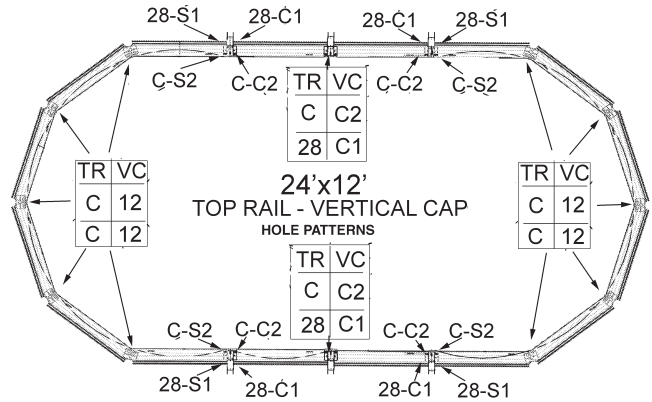 28-S1 28-C1 28-C1 28-S1
C-S2 C-C2 C-C2 C-S2
TR VC
C C2
28 C1
TR VC
C 12
C 12
24'x12'
TOP RAIL - VERTICAL CAP
HOLE PATTERNS
TR VC
C 12
C 12
TR VC
C C2
28 C1
C-S2 C-C2 C-C2 C-S2
28-S1 28-C1 28-C1 28-S1